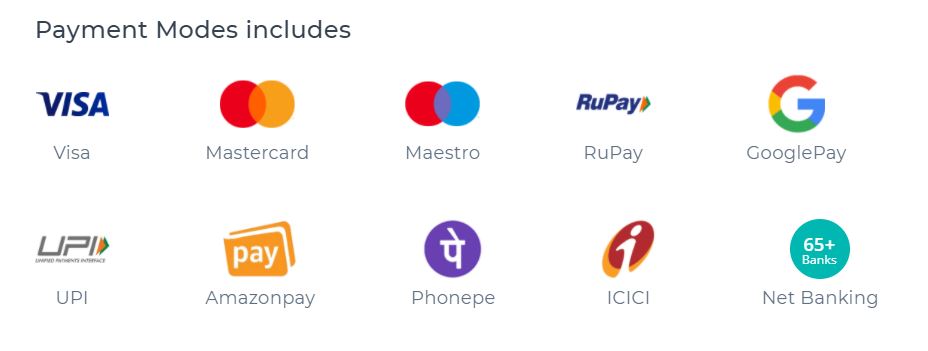 Payment Modes includes
VISA
RuPay
G
Visa
Mastercard
Maestro
RuPay
GooglePay
UPI
UNIFIED PAYMENTS INTERFACE
pay
पे
i
65+
Banks
UPI
Amazonpay
Phonepe
ICICI
Net Banking